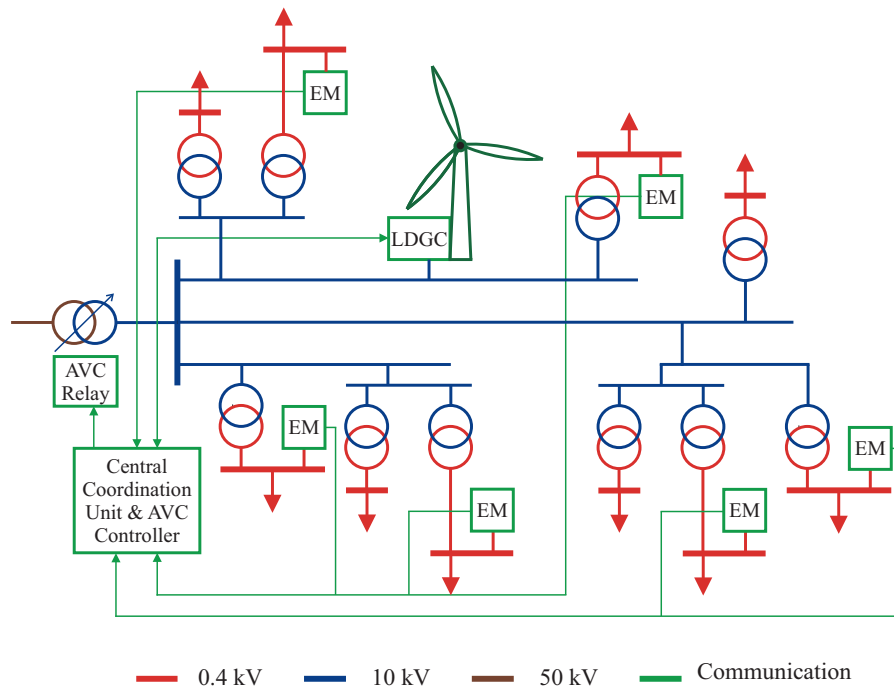 EM
EM
LDGC
AVC
Relay
EM
EM
Central
Coordination
Unit & AVC
Controller
EM
EM
0.4 kV
10 kV
50 kV
Communication